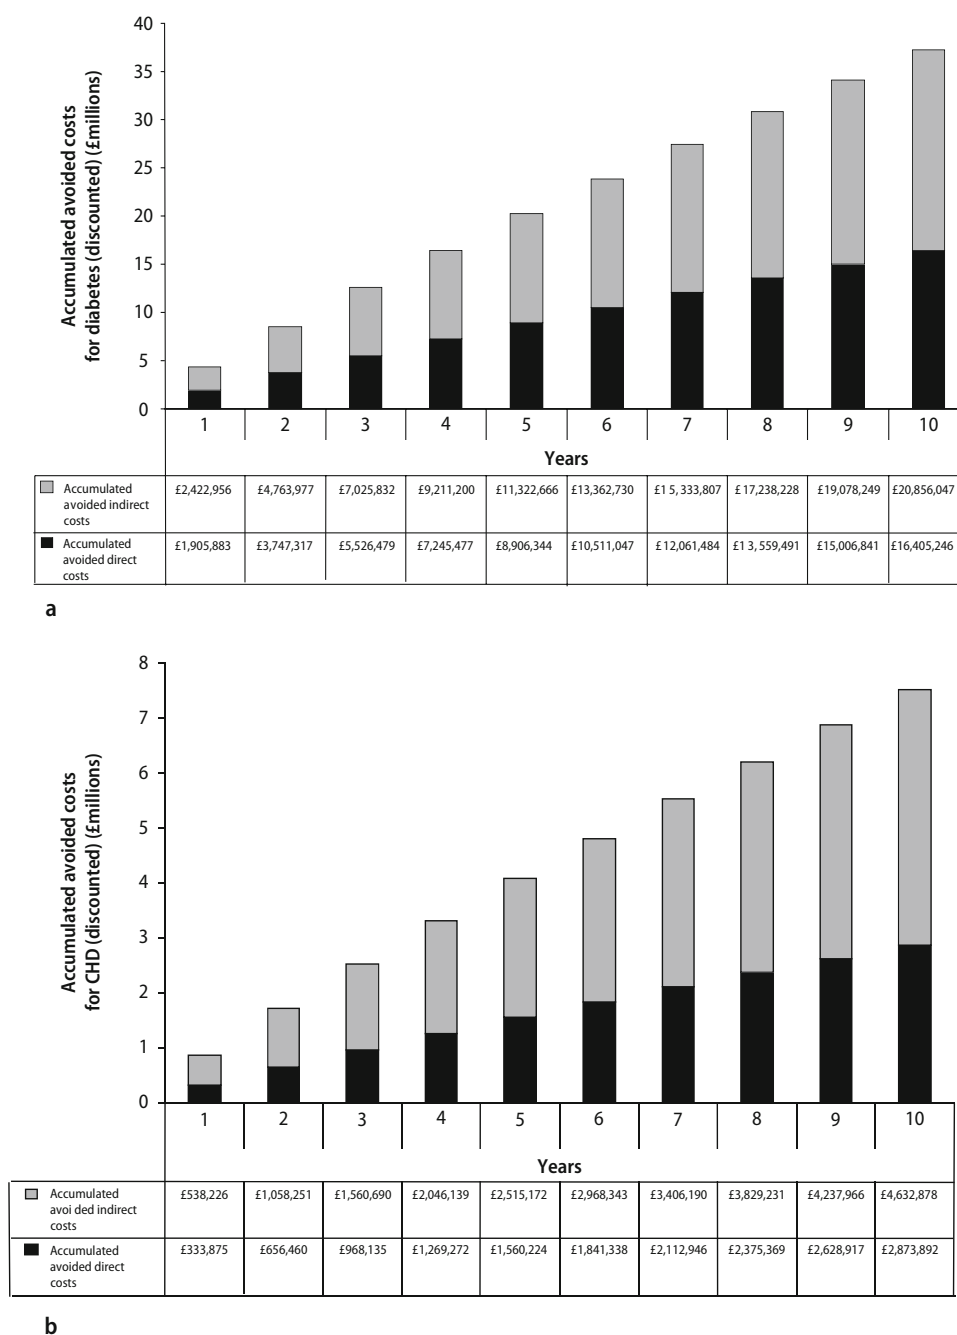 Accumulated avoided costs
for diabetes (discounted) (£millions)
40
35
30
25
20
15
10
5
0
1 2 3 4 5 6 7 8 9 10
Years
Accumulated
avoided indirect
costs
£2,422,956 £4,763,977 £7,025,832 £9,211,200 £11,322,666 £13,362,730 £1 5,333,807 £ 17,238,228 £19,078,249 £20,856,047
Accumulated
avoided direct
costs
£1,905,883 £3,747,317 £5,526,479 £7,245,477 £8,906,344 £10,511,047 £12,061,484 £1 3,559,491 £15,006,841 £16,405,246
a
Accumulated avoided costs
for CHD (discounted) (£millions)
8
7
6
5
4
3
2
1
0
1 2 3 4 5 6 7 8 9 10
Years
Accumulated
avoi ded indirect
costs
£538,226 £1,058,251 £1,560,690 £2,046,139 £2,515,172 £2,968,343 £3,406,190 £3,829,231 £4,237,966 £4,632,878
Accumulated
avoided direct
costs
£333,875 £656,460 £968,135 £1,269,272 £1,560,224 £1,841,338 £2,112,946 £2,375,369 £2,628,917 £2,873,892
b